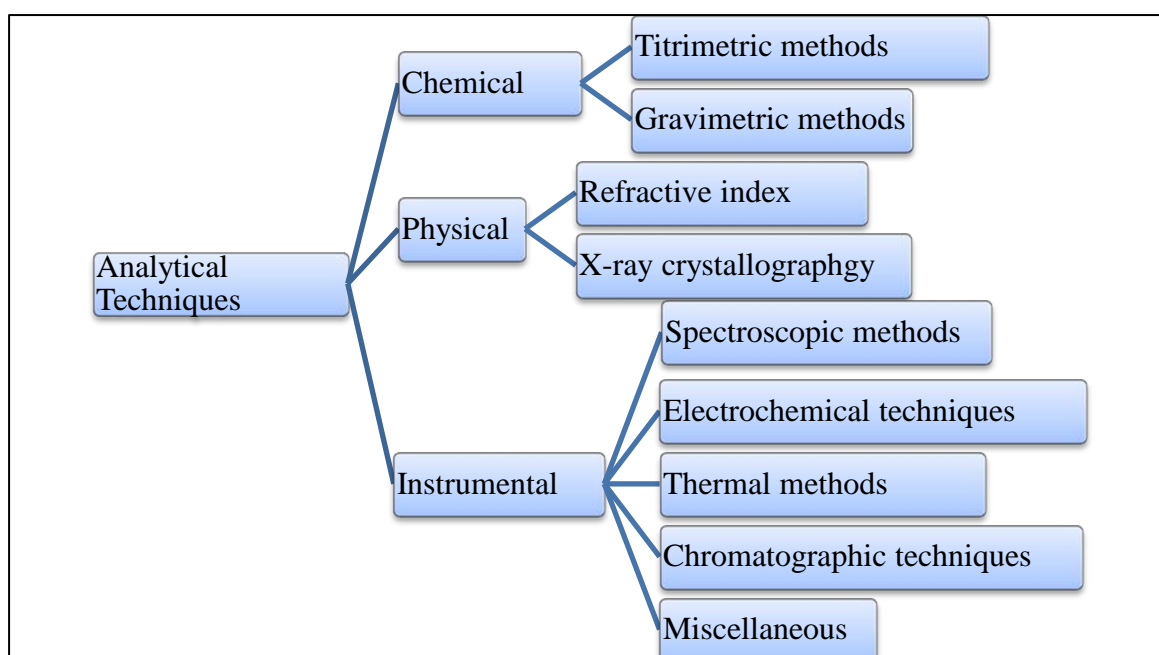 Analytical
Techniques
Chemical
Titrimetric methods
Gravimetric methods
Physical
Refractive index
X-ray crystallographgy
Instrumental
Spectroscopic methods
Electrochemical techniques
Thermal methods
Chromatographic techniques
Miscellaneous